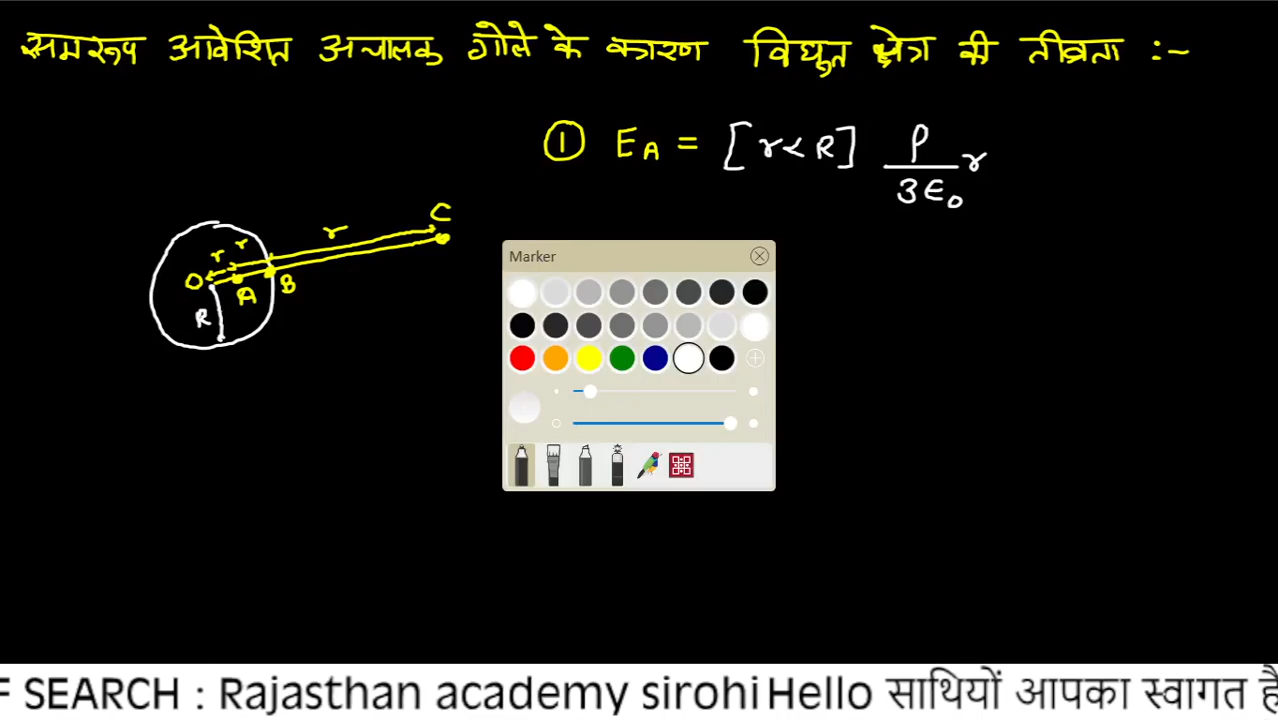 समरूप आवेशित अचालक गोले के कारण विद्युत क्षेत्र की तीव्रता :-
① E_A = [r < R] ρ/3ϵ₀ r
C
r
r r
O A B
R
Marker
F SEARCH : Rajasthan academy sirohi Hello साथियों आपका स्वागत है